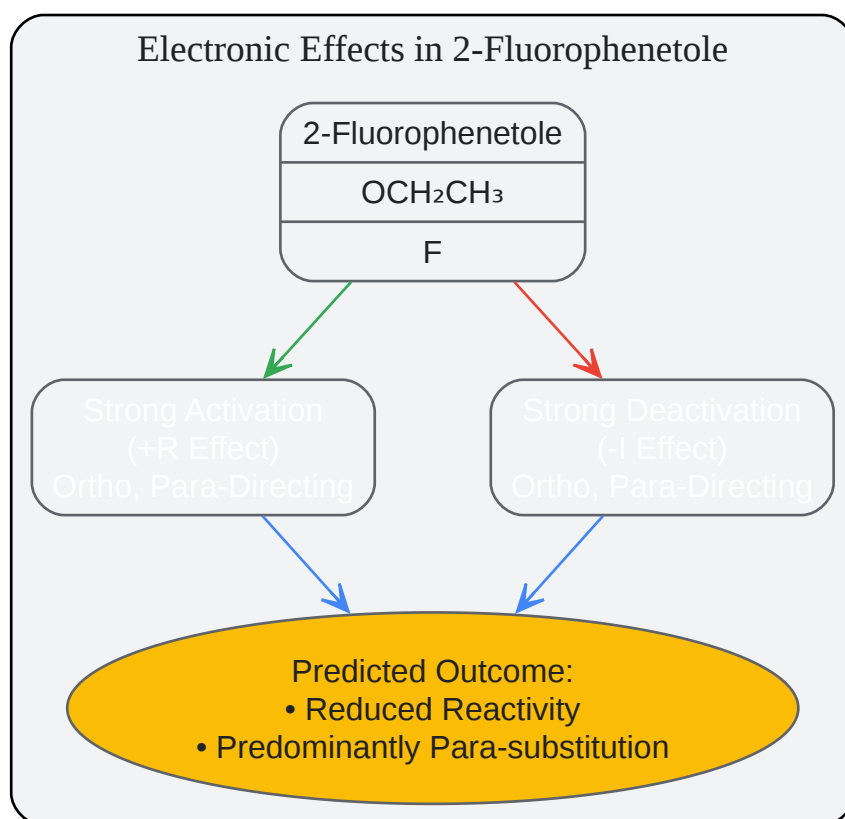 Electronic Effects in 2-Fluorophenetole
2-Fluorophenetole
OCH₂CH₃
F
Strong Activation
(+R Effect)
Ortho, Para-Directing
Strong Deactivation
(-I Effect)
Ortho, Para-Directing
Predicted Outcome:
• Reduced Reactivity
• Predominantly Para-substitution